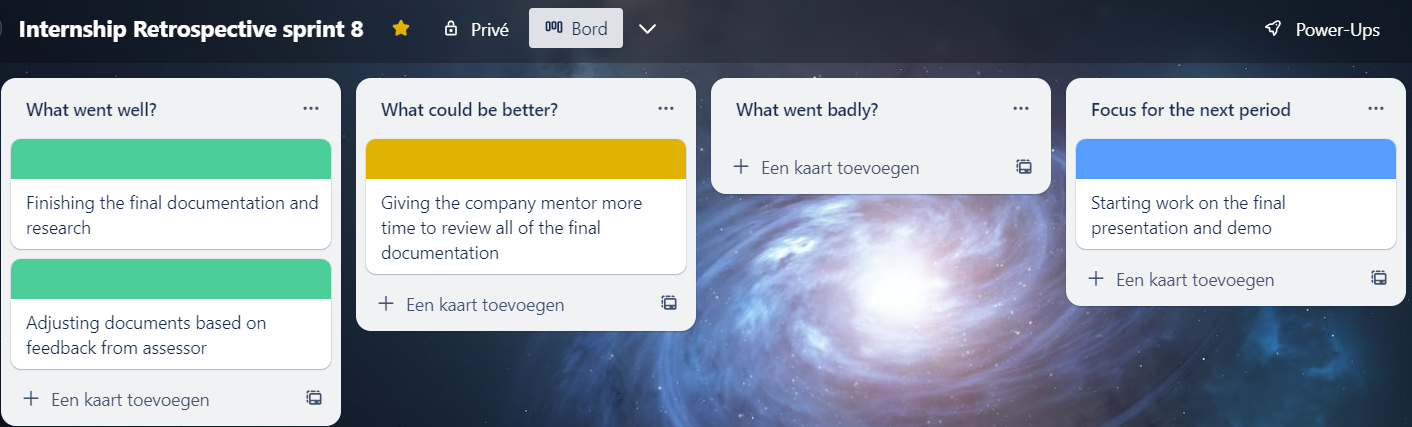 Internship Retrospective sprint 8
Privé
Bord
Power-Ups
What went well?
Finishing the final documentation and
research
Adjusting documents based on
feedback from assessor
Een kaart toevoegen
What could be better?
Giving the company mentor more
time to review all of the final
documentation
Een kaart toevoegen
What went badly?
Een kaart toevoegen
Focus for the next period
Starting work on the final
presentation and demo
Een kaart toevoegen